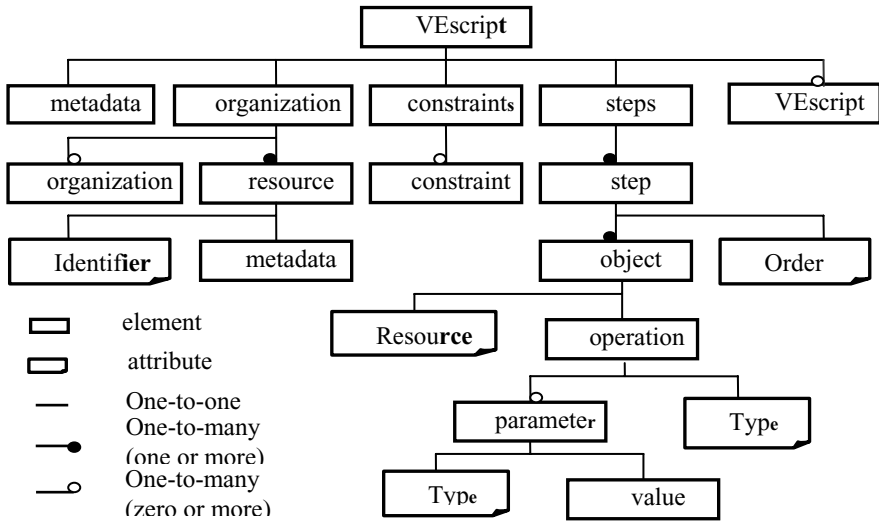 VEscript
metadata
organization
constraints
steps
VEscript
organization
resource
constraint
step
Identifier
metadata
object
Order
Resource
operation
parameter
Type
Type
value
element
attribute
One-to-one
One-to-many
(one or more)
One-to-many
(zero or more)